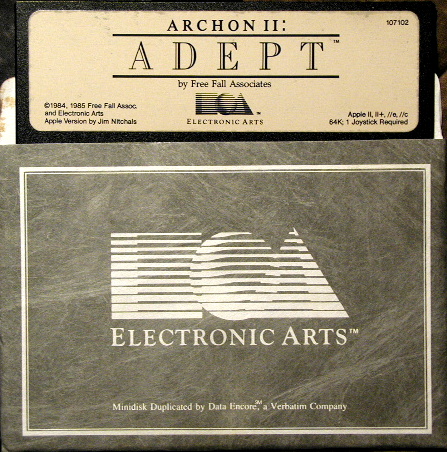 ARCHON II:
107102
ADEPT™
by Free Fall Associates
©1984, 1985 Free Fall Assoc.
and Electronic Arts
Apple Version by Jim Nitchals
ELECTRONIC ARTS™
Apple II, II+, //e, //c
64K; 1 Joystick Required
ELECTRONIC ARTS™
Minidisk Duplicated by Data Encore,℠ a Verbatim Company